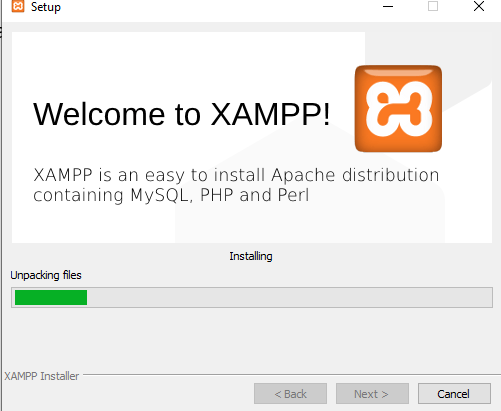 Setup
Welcome to XAMPP!
XAMPP is an easy to install Apache distribution
containing MySQL, PHP and Perl
Installing
Unpacking files
XAMPP Installer
< Back
Next >
Cancel